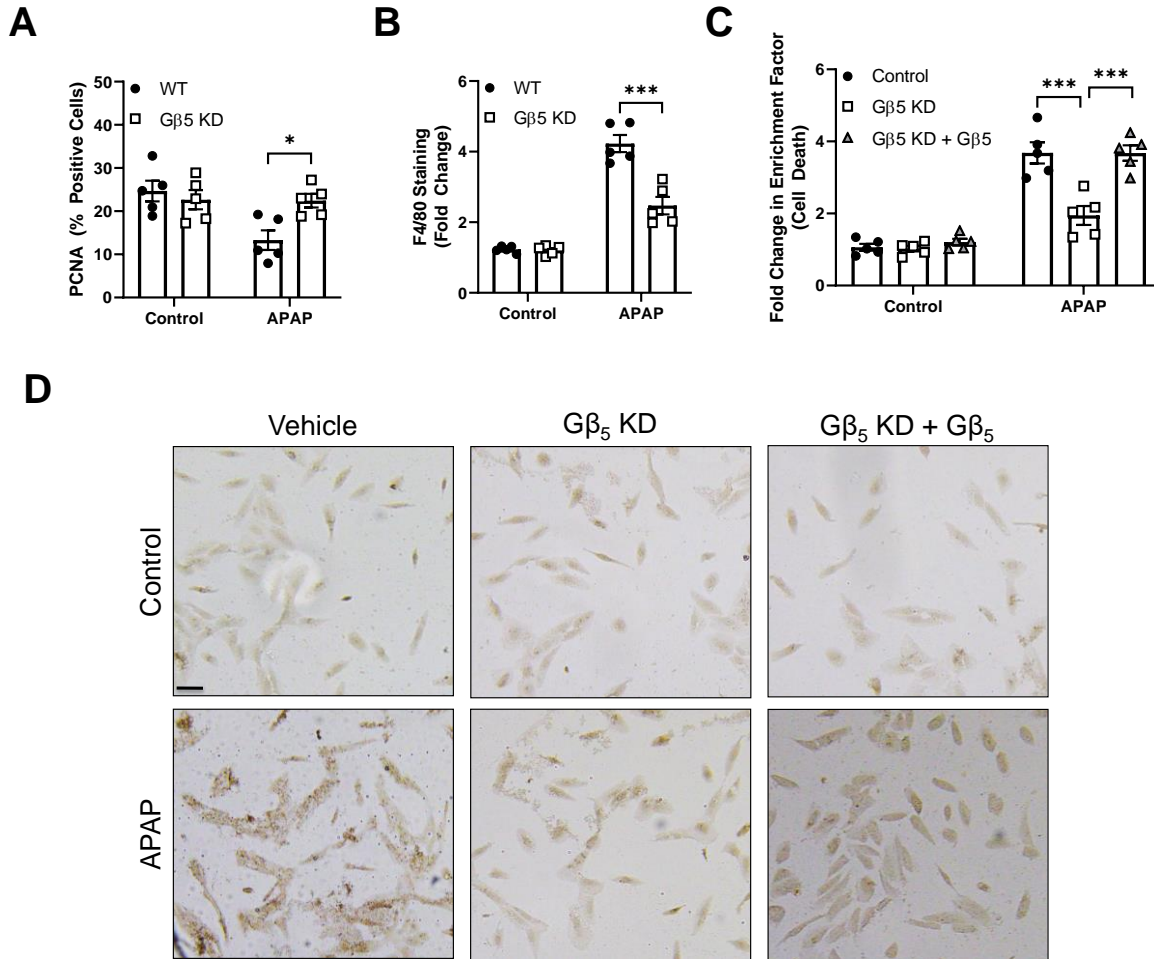 A
PCNA (% Positive Cells)
50
40
30
20
10
0
WT
Gβ5 KD
*
Control
APAP
B
F4/80 Staining
(Fold Change)
6
4
2
0
WT
Gβ5 KD
***
Control
APAP
C
Fold Change in Enrichment Factor
(Cell Death)
6
4
2
0
Control
Gβ5 KD
Gβ5 KD + Gβ5
***
***
Control
APAP
D
Vehicle
Gβ₅ KD
Gβ₅ KD + Gβ₅
Control
APAP